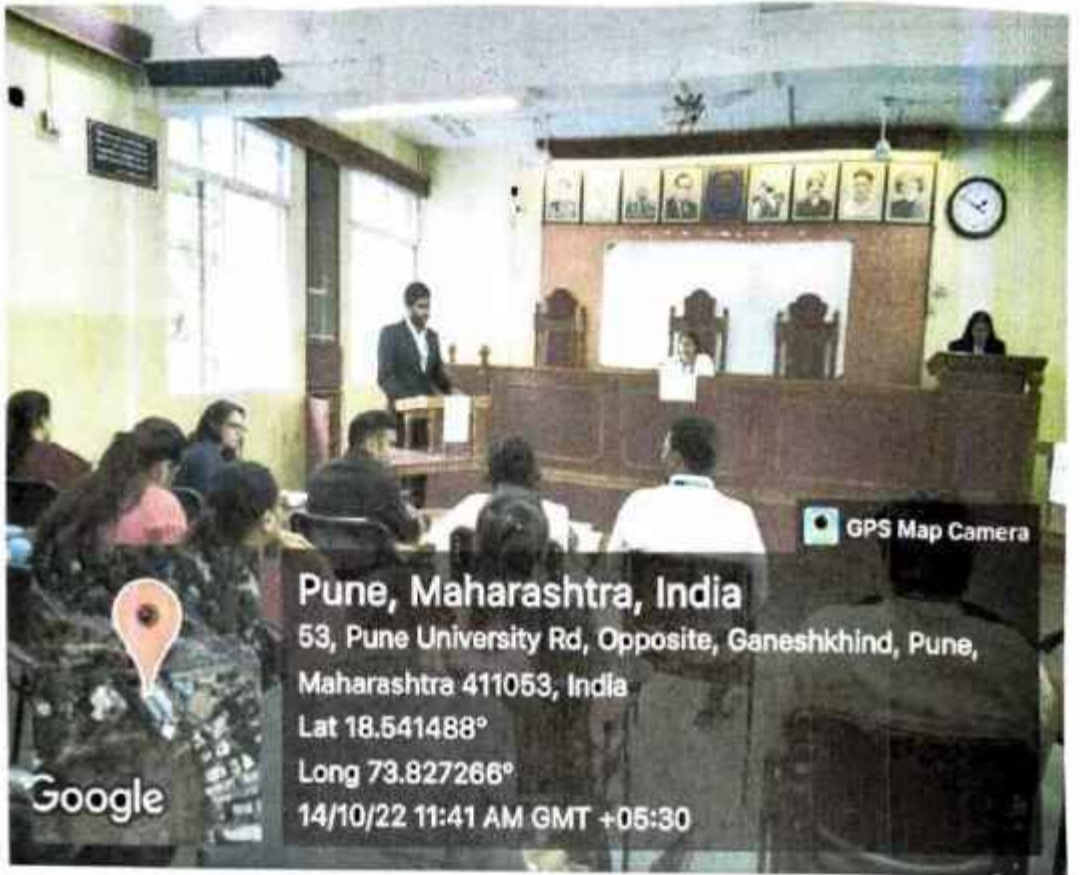 GPS Map Camera
Pune, Maharashtra, India
53, Pune University Rd, Opposite, Ganeshkhind, Pune,
Maharashtra 411053, India
Lat 18.541488°
Long 73.827266°
14/10/22 11:41 AM GMT +05:30
Google